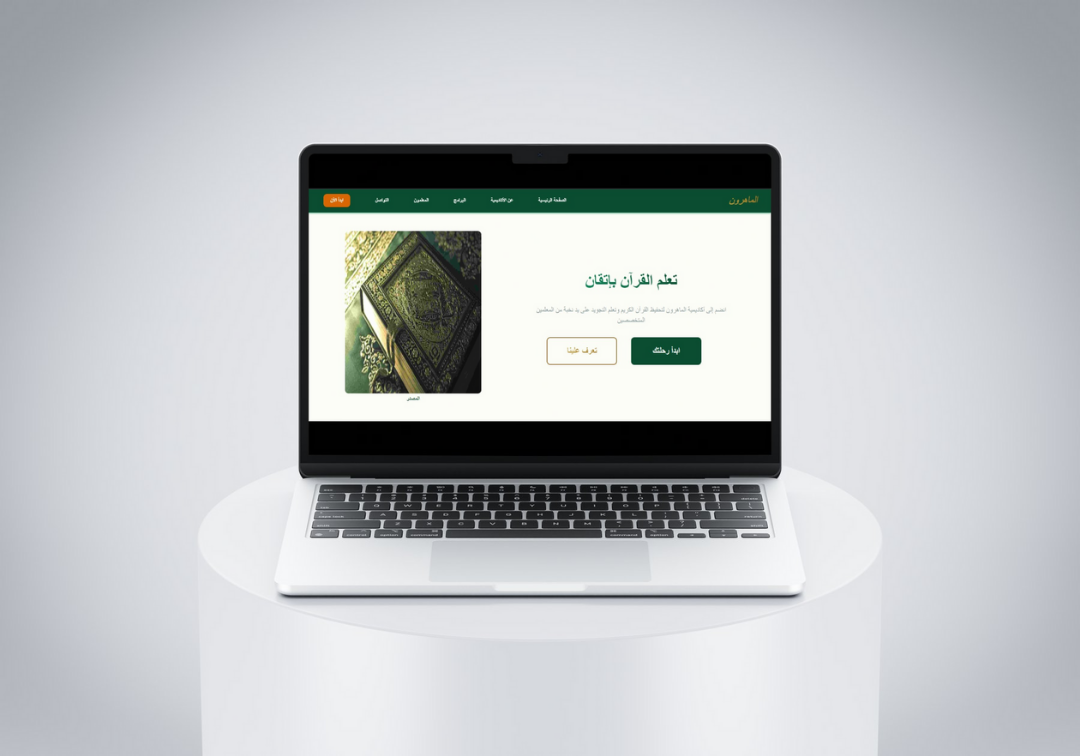 الماهرون
الصفحة الرئيسية
عن الأكاديمية
البرامج
المعلمين
التواصل
ابدأ الآن
تعلم القرآن بإتقان
انضم إلى أكاديمية الماهرون لتحفيظ القرآن الكريم وتعلم التجويد على يد نخبة من المعلمين
المتخصصين
ابدأ رحلتك
تعرف علينا
المصدر